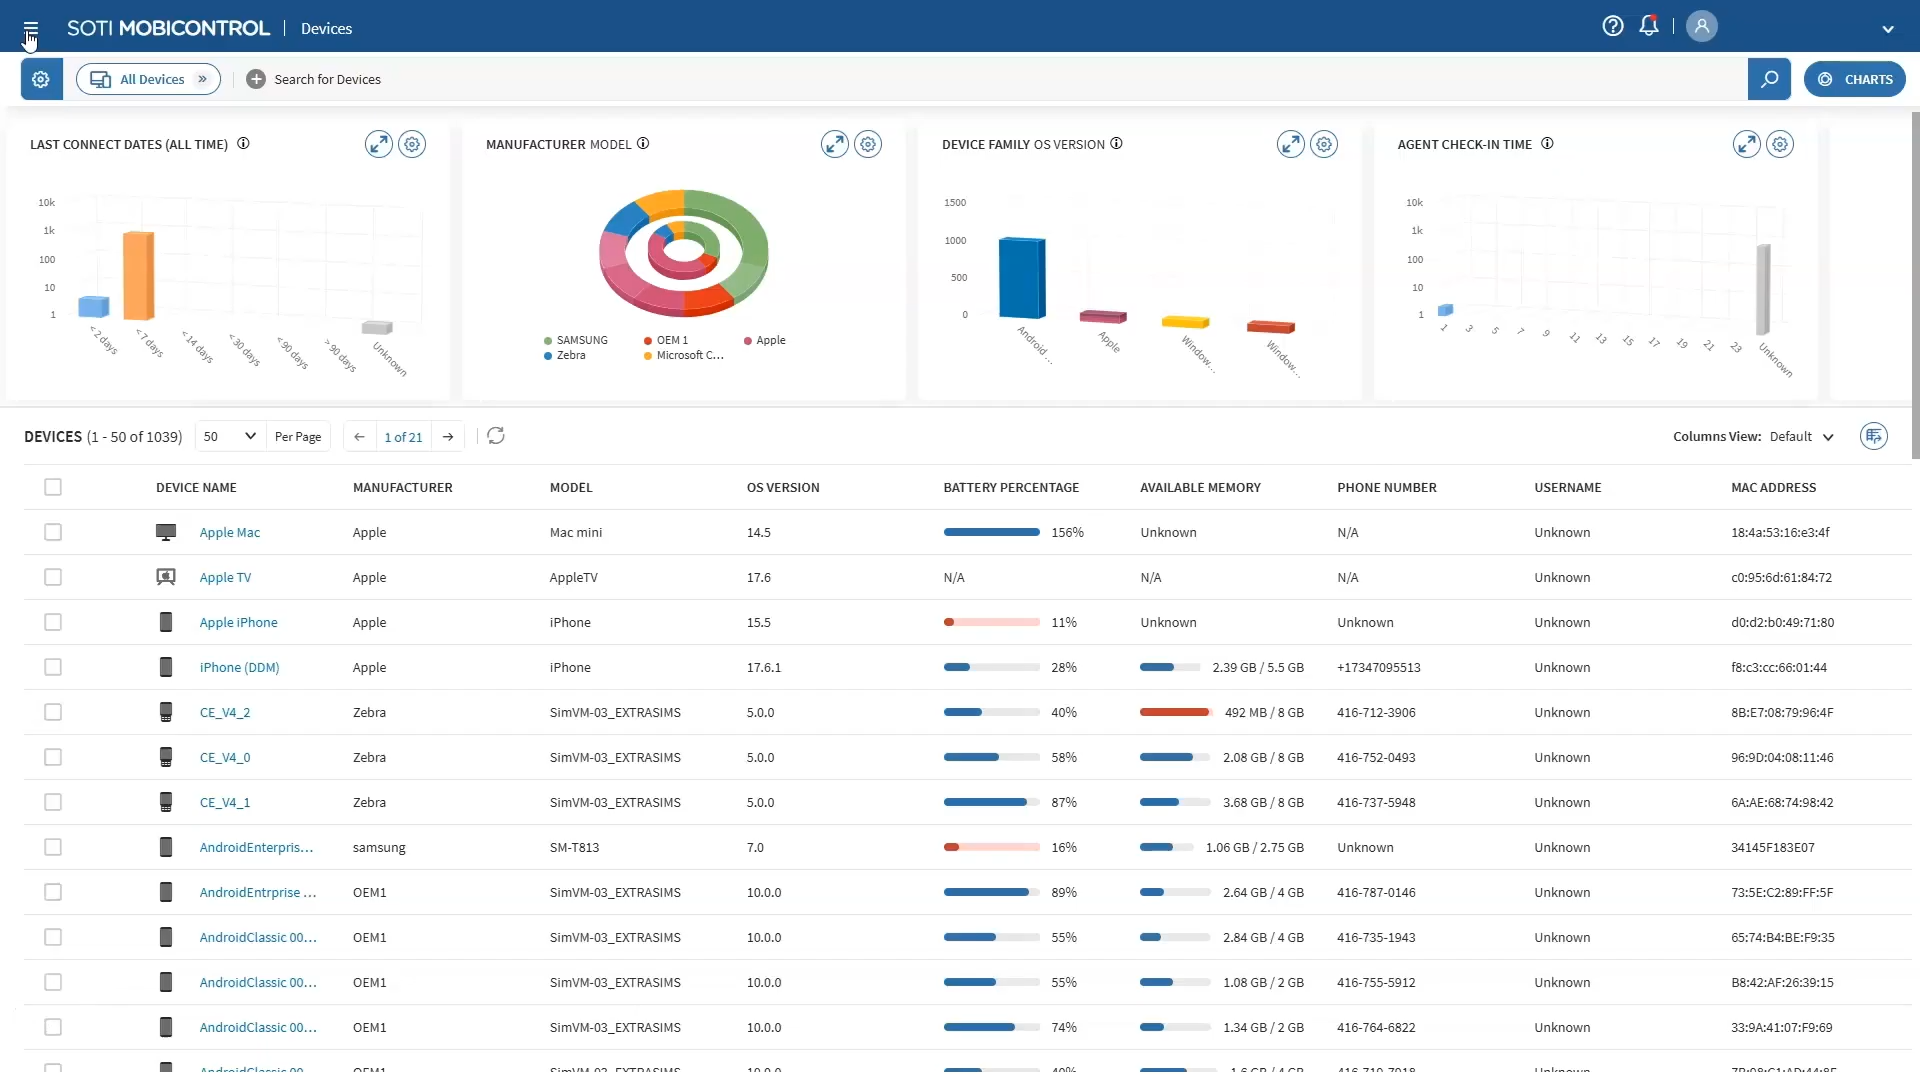 SOTI MOBICONTROL | Devices
All Devices » Search for Devices CHARTS
LAST CONNECT DATES (ALL TIME)
10k
1k
100
10
1
< 2 days
< 7 days
< 14 days
< 30 days
< 90 days
> 90 days
Unknown
MANUFACTURER MODEL
SAMSUNG OEM 1 Apple
Zebra Microsoft C...
DEVICE FAMILY OS VERSION
1500
1000
500
0
Android ...
Apple
Window...
Window...
AGENT CHECK-IN TIME
10k
1k
100
10
1
1 3 5 7 9 11 13 15 17 19 21 23 Unknown
DEVICES (1 - 50 of 1039) 50 Per Page 1 of 21 Columns View: Default
DEVICE NAME MANUFACTURER MODEL OS VERSION BATTERY PERCENTAGE AVAILABLE MEMORY PHONE NUMBER USERNAME MAC ADDRESS
Apple Mac Apple Mac mini 14.5 156% Unknown N/A Unknown 18:4a:53:16:e3:4f
Apple TV Apple AppleTV 17.6 N/A N/A N/A Unknown c0:95:6d:61:84:72
Apple iPhone Apple iPhone 15.5 11% Unknown Unknown Unknown d0:d2:b0:49:71:80
iPhone (DDM) Apple iPhone 17.6.1 28% 2.39 GB / 5.5 GB +17347095513 Unknown f8:c3:cc:66:01:44
CE_V4_2 Zebra SimVM-03_EXTRASIMS 5.0.0 40% 492 MB / 8 GB 416-712-3906 Unknown 8B:E7:08:79:96:4F
CE_V4_0 Zebra SimVM-03_EXTRASIMS 5.0.0 58% 2.08 GB / 8 GB 416-752-0493 Unknown 96:9D:04:08:11:46
CE_V4_1 Zebra SimVM-03_EXTRASIMS 5.0.0 87% 3.68 GB / 8 GB 416-737-5948 Unknown 6A:AE:68:74:98:42
AndroidEnterpris... samsung SM-T813 7.0 16% 1.06 GB / 2.75 GB Unknown Unknown 34145F183E07
AndroidEntrprise ... OEM1 SimVM-03_EXTRASIMS 10.0.0 89% 2.64 GB / 4 GB 416-787-0146 Unknown 73:5E:C2:89:FF:5F
AndroidClassic 00... OEM1 SimVM-03_EXTRASIMS 10.0.0 55% 2.84 GB / 4 GB 416-735-1943 Unknown 65:74:B4:BE:F9:35
AndroidClassic 00... OEM1 SimVM-03_EXTRASIMS 10.0.0 55% 1.08 GB / 2 GB 416-755-5912 Unknown B8:42:AF:26:39:15
AndroidClassic 00... OEM1 SimVM-03_EXTRASIMS 10.0.0 74% 1.34 GB / 2 GB 416-764-6822 Unknown 33:9A:41:07:F9:69